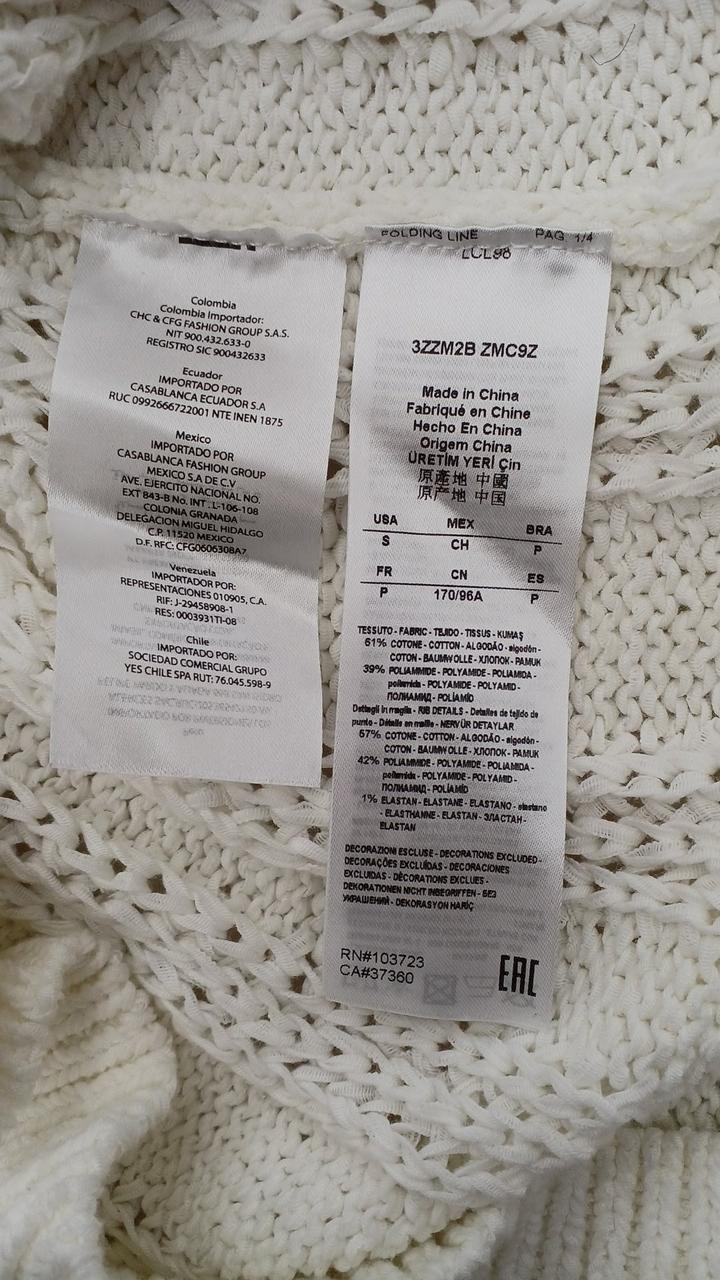 Colombia
Colombia Importador:
CHC & CFG FASHION GROUP S.A.S.
NIT 900.432.633-0
REGISTRO SIC 900432633
Ecuador
IMPORTADO POR
CASABLANCA ECUADOR S.A
RUC 0992666722001 NTE INEN 1875
Mexico
IMPORTADO POR
CASABLANCA FASHION GROUP
MEXICO S.A DE C.V
AVE. EJERCITO NACIONAL NO.
EXT 843-B No. INT . L-106-108
COLONIA GRANADA
DELEGACION MIGUEL HIDALGO
C.P. 11520 MEXICO
D.F. RFC: CFG0606308A7
Venezuela
IMPORTADOR POR:
REPRESENTACIONES 010905, C.A.
RIF: J-29458908-1
RES: 0003931TI-08
Chile
IMPORTADO POR:
SOCIEDAD COMERCIAL GRUPO
YES CHILE SPA RUT: 76.045.598-9
FOLDING LINE PAG 1/4
LCL98
3ZZM2B ZMC9Z
Made in China
Fabriqué en Chine
Hecho En China
Origem China
ÜRETİM YERİ Çin
原產地 中國
原产地 中国
USA MEX BRA
S CH P
FR CN ES
P 170/96A P
TESSUTO - FABRIC - TEJIDO - TISSUS - KUMAŞ
61% COTONE - COTTON - ALGODÃO - algodón -
COTON - BAUMWOLLE - ХЛОПОК - PAMUK
39% POLIAMMIDE - POLYAMIDE - POLIAMIDA -
poliamida - POLYAMIDE - POLYAMID -
ПОЛИАМИД - POLİAMİD
Dettagli in maglia - RIB DETAILS - Detalles de tejido de
punto - Détails en maille - NERVÜR DETAYLAR
57% COTONE - COTTON - ALGODÃO - algodón -
COTON - BAUMWOLLE - ХЛОПОК - PAMUK
42% POLIAMMIDE - POLYAMIDE - POLIAMIDA -
poliamida - POLYAMIDE - POLYAMID -
ПОЛИАМИД - POLİAMİD
1% ELASTAN - ELASTANE - ELASTANO - elastano
- ELASTHANNE - ELASTAN - ЭЛАСТАН -
ELASTAN
DECORAZIONI ESCLUSE - DECORATIONS EXCLUDED -
DECORAÇÕES EXCLUÍDAS - DECORACIONES
EXCLUIDAS - DÉCORATIONS EXCLUES -
DEKORATIONEN NICHT INBEGRIFFEN - БЕЗ
УКРАШЕНИЙ - DEKORASYON HARİÇ
RN#103723
CA#37360
EAC